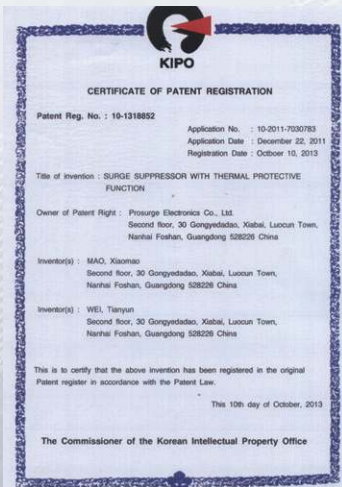 KIPO
CERTIFICATE OF PATENT REGISTRATION
Patent Reg. No. : 10-1318852
Application No. : 10-2011-7030783
Application Date : December 22, 2011
Registration Date : Octboer 10, 2013
Title of Invention : SURGE SUPPRESSOR WITH THERMAL PROTECTIVE
FUNCTION
Owner of Patent Right : Prosurge Electronics Co., Ltd.
Second floor, 30 Gongyedadao, Xiabai, Luocun Town,
Nanhai Foshan, Guangdong 528226 China
Inventor(s) : MAO, Xiaomao
Second floor, 30 Gongyedadao, Xiabai, Luocun Town,
Nanhai Foshan, Guangdong 528226 China
Inventor(s) : WEI, Tianyun
Second floor, 30 Gongyedadao, Xiabai, Luocun Town,
Nanhai Foshan, Guangdong 528226 China
This is to certify that the above invention has been registered in the original
Patent register in accordance with the Patent Law.
This 10th day of October, 2013
The Commissioner of the Korean Intellectual Property Office